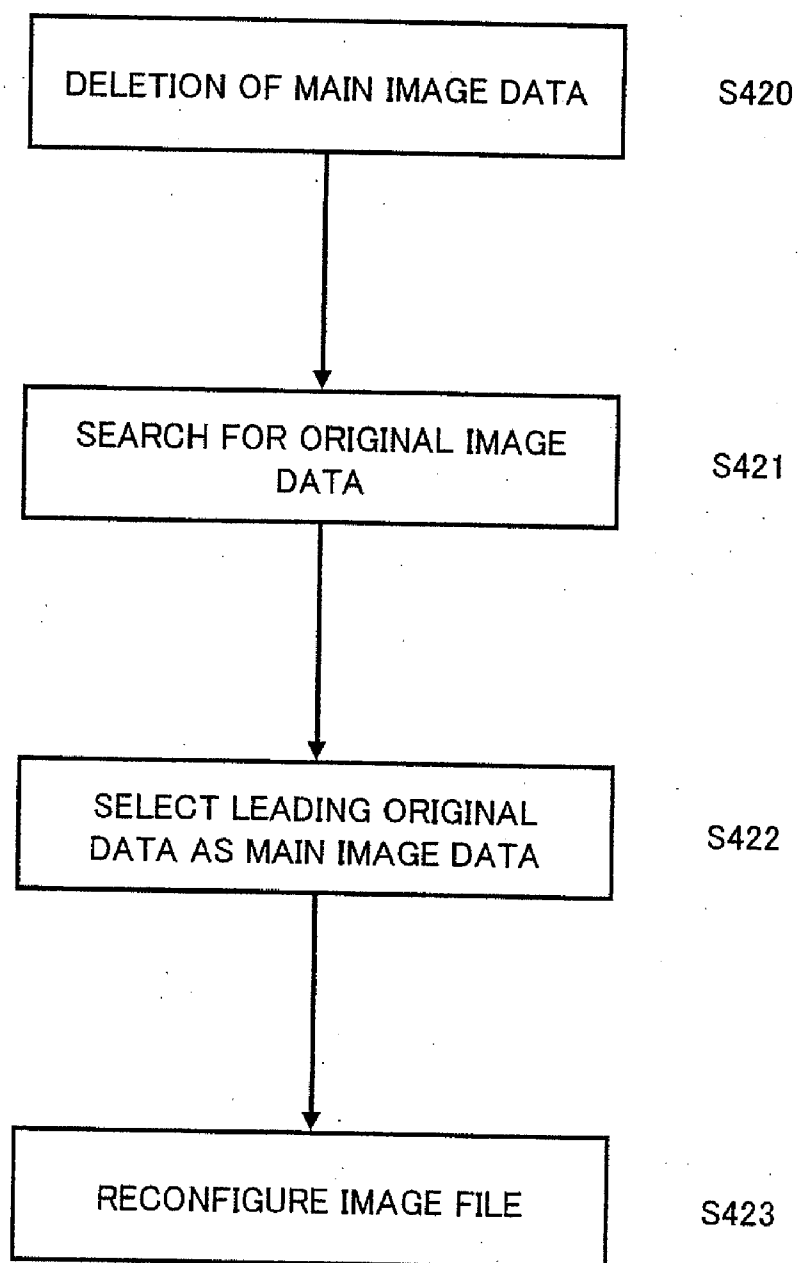 DELETION OF MAIN IMAGE DATA S420
SEARCH FOR ORIGINAL IMAGE
DATA
S421
SELECT LEADING ORIGINAL
DATA AS MAIN IMAGE DATA
S422
RECONFIGURE IMAGE FILE S423